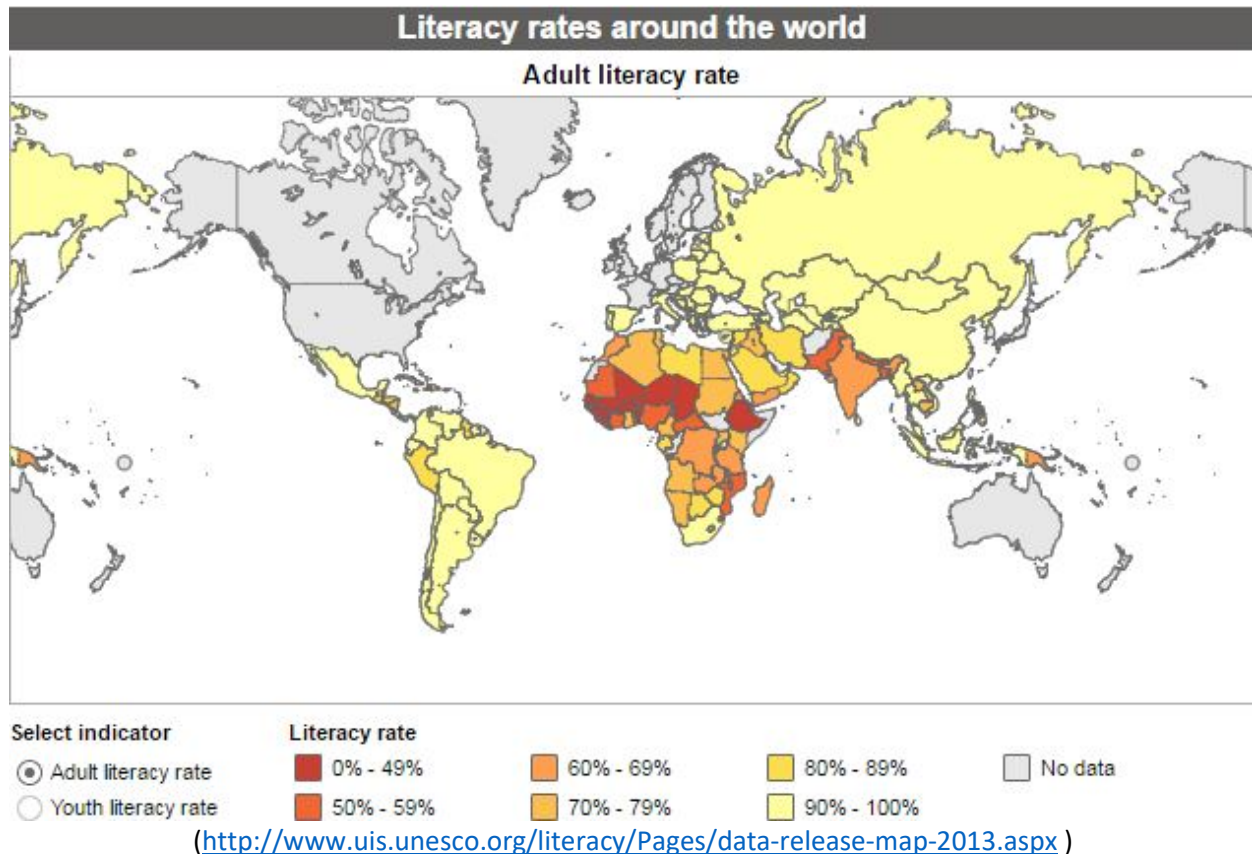 Literacy rates around the world
Adult literacy rate
Select indicator
Adult literacy rate
Youth literacy rate
Literacy rate
0% - 49%
50% - 59%
60% - 69%
70% - 79%
80% - 89%
90% - 100%
No data
(http://www.uis.unesco.org/literacy/Pages/data-release-map-2013.aspx )